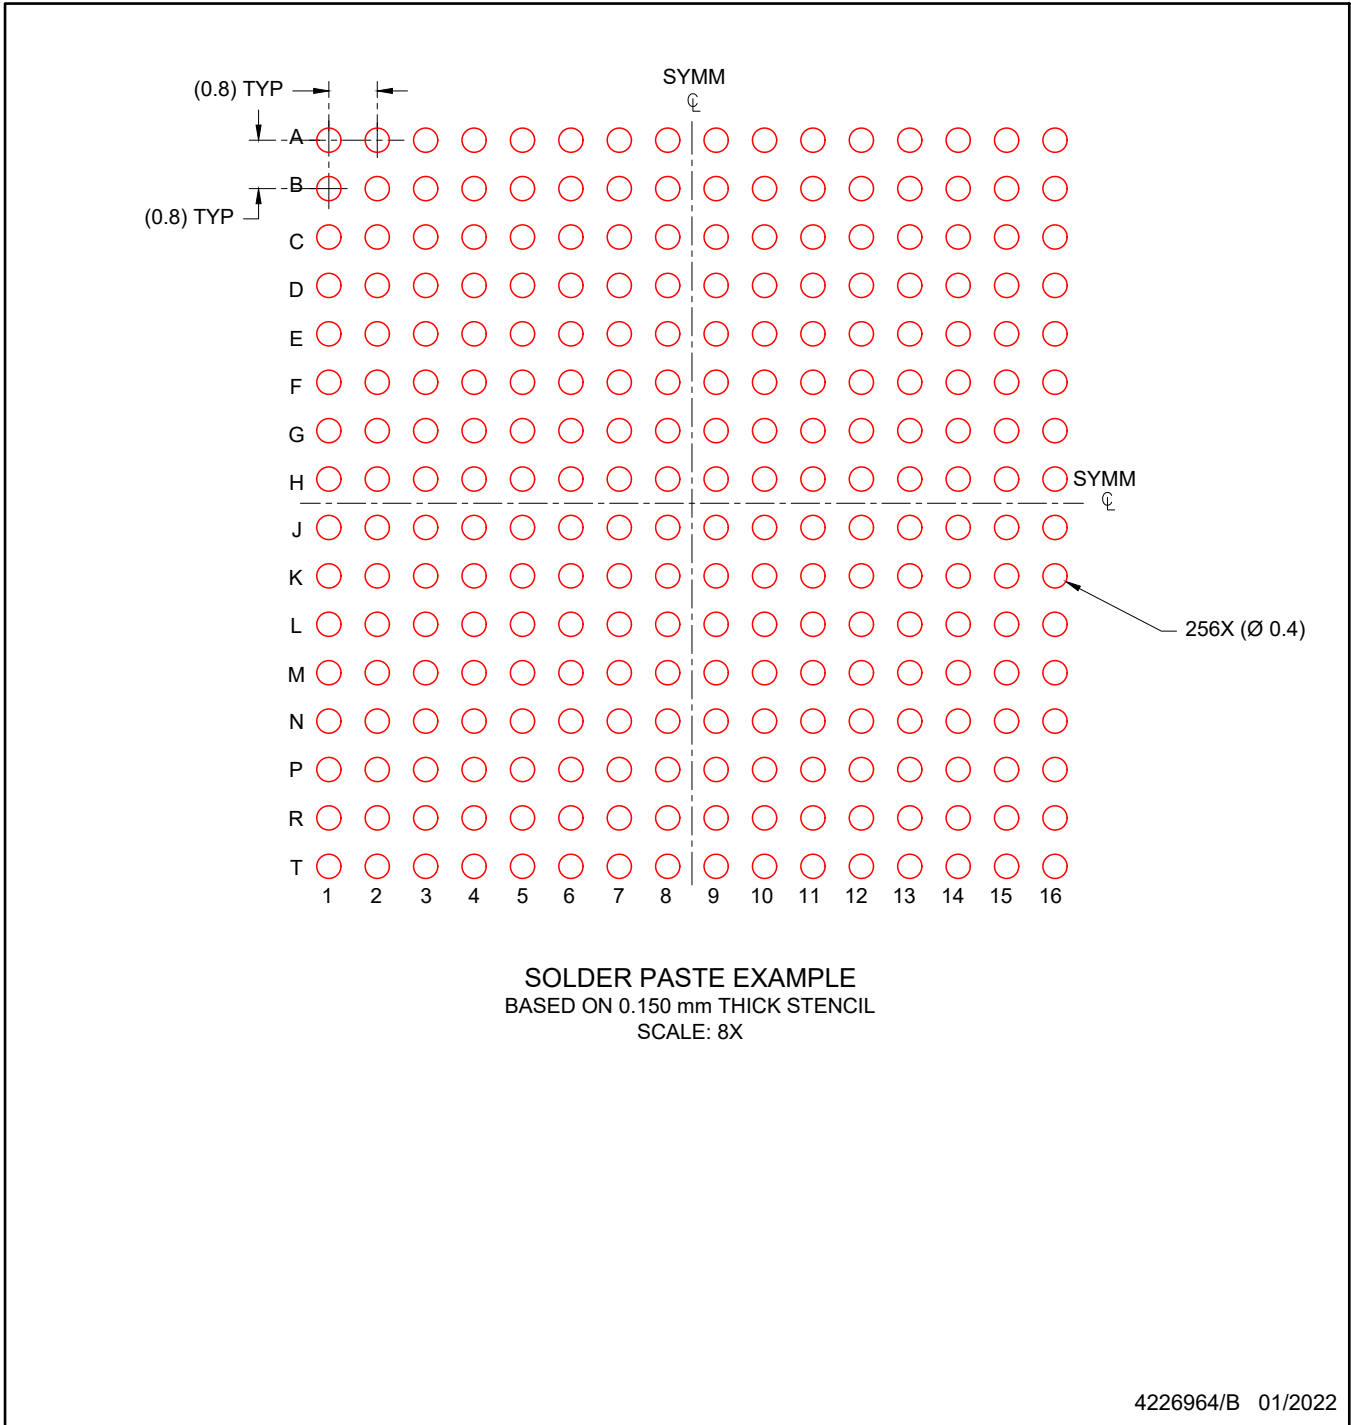 SYMM
℄
(0.8) TYP
A
B
(0.8) TYP
C
D
E
F
G
H
SYMM
℄
J
K
L
256X (Ø 0.4)
M
N
P
R
T
1 2 3 4 5 6 7 8 9 10 11 12 13 14 15 16
SOLDER PASTE EXAMPLE
BASED ON 0.150 mm THICK STENCIL
SCALE: 8X
4226964/B 01/2022